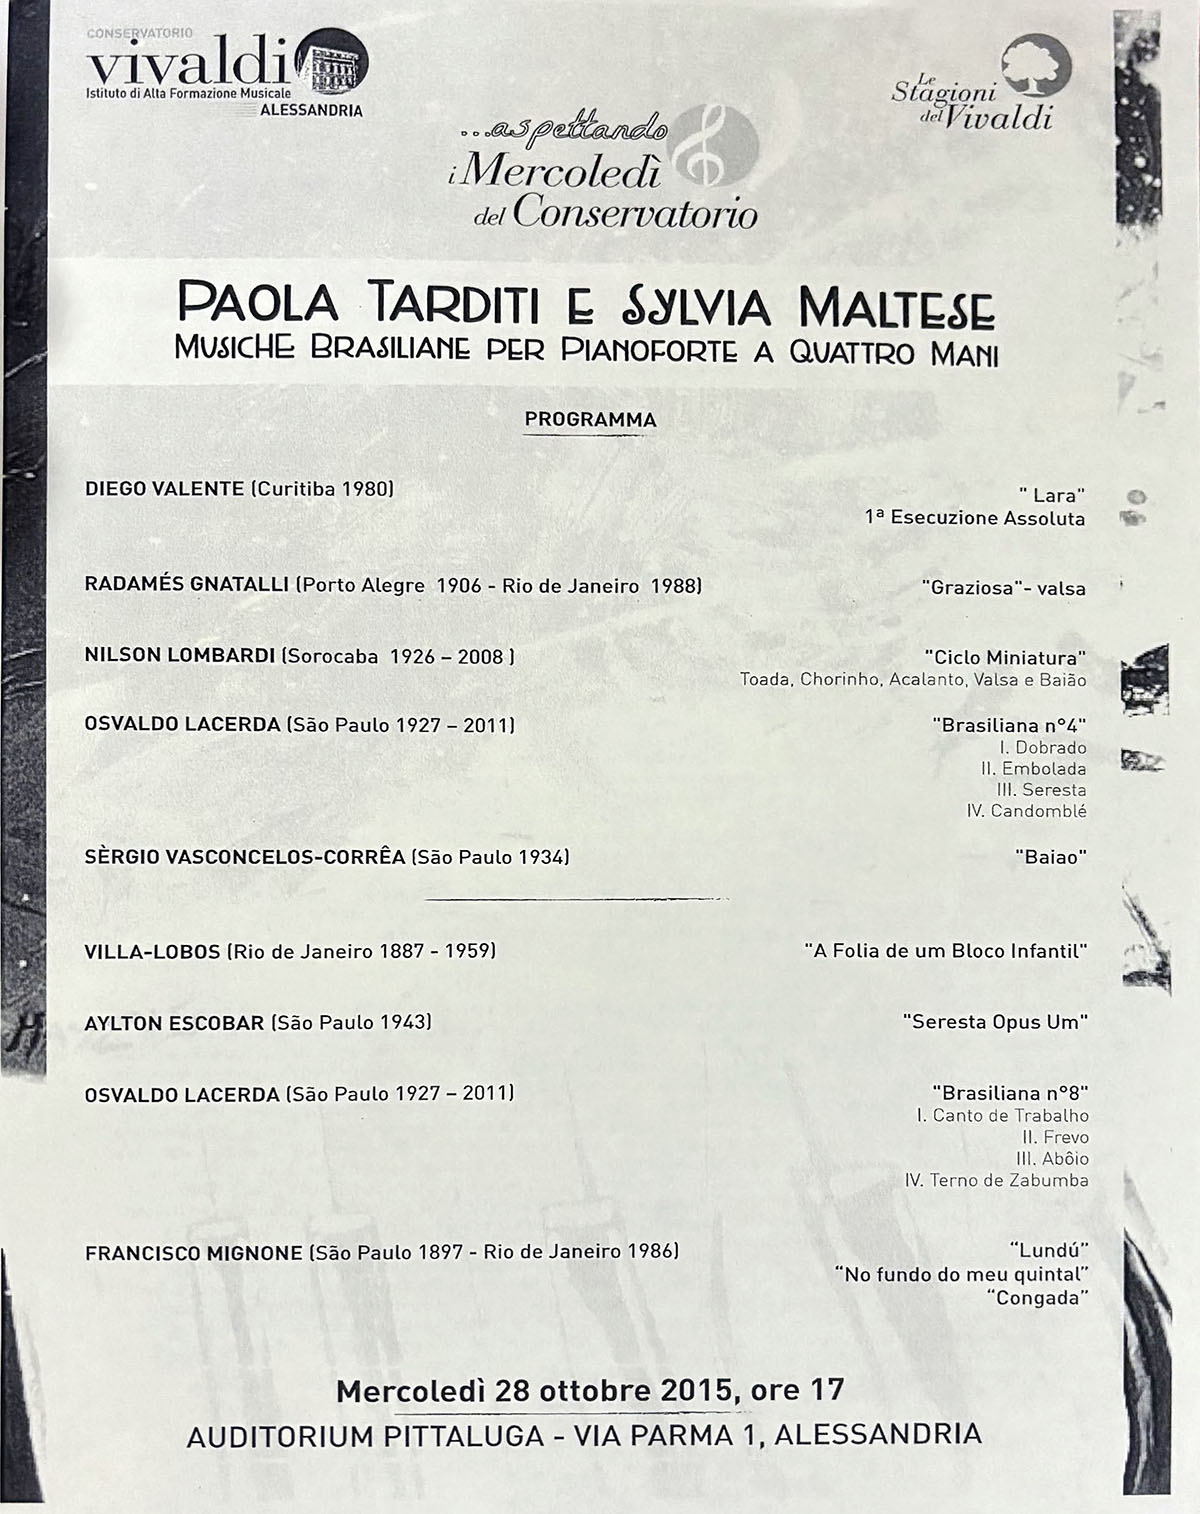 CONSERVATORIO
vivaldi
Istituto di Alta Formazione Musicale
ALESSANDRIA
Le
Stagioni
del Vivaldi
...aspettando
i Mercoledì
del Conservatorio
PAOLA TARDITI E SYLVIA MALTESE
MUSICHE BRASILIANE PER PIANOFORTE A QUATTRO MANI
PROGRAMMA
DIEGO VALENTE (Curitiba 1980) " Lara"
1ª Esecuzione Assoluta
RADAMÉS GNATALLI (Porto Alegre 1906 - Rio de Janeiro 1988) "Graziosa"- valsa
NILSON LOMBARDI (Sorocaba 1926 – 2008 ) "Ciclo Miniatura"
Toada, Chorinho, Acalanto, Valsa e Baião
OSVALDO LACERDA (São Paulo 1927 – 2011) "Brasiliana n°4"
I. Dobrado
II. Embolada
III. Seresta
IV. Candomblé
SÈRGIO VASCONCELOS-CORRÊA (São Paulo 1934) "Baiao"
VILLA-LOBOS (Rio de Janeiro 1887 - 1959) "A Folia de um Bloco Infantil"
AYLTON ESCOBAR (São Paulo 1943) "Seresta Opus Um"
OSVALDO LACERDA (São Paulo 1927 – 2011) "Brasiliana n°8"
I. Canto de Trabalho
II. Frevo
III. Abôio
IV. Terno de Zabumba
FRANCISCO MIGNONE (São Paulo 1897 - Rio de Janeiro 1986) “Lundú”
“No fundo do meu quintal”
“Congada”
Mercoledì 28 ottobre 2015, ore 17
AUDITORIUM PITTALUGA - VIA PARMA 1, ALESSANDRIA